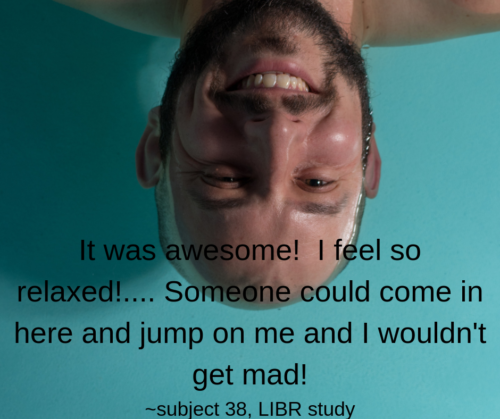 It was awesome!  I feel so
relaxed!.... Someone could come in
here and jump on me and I wouldn't
get mad!
~subject 38, LIBR study